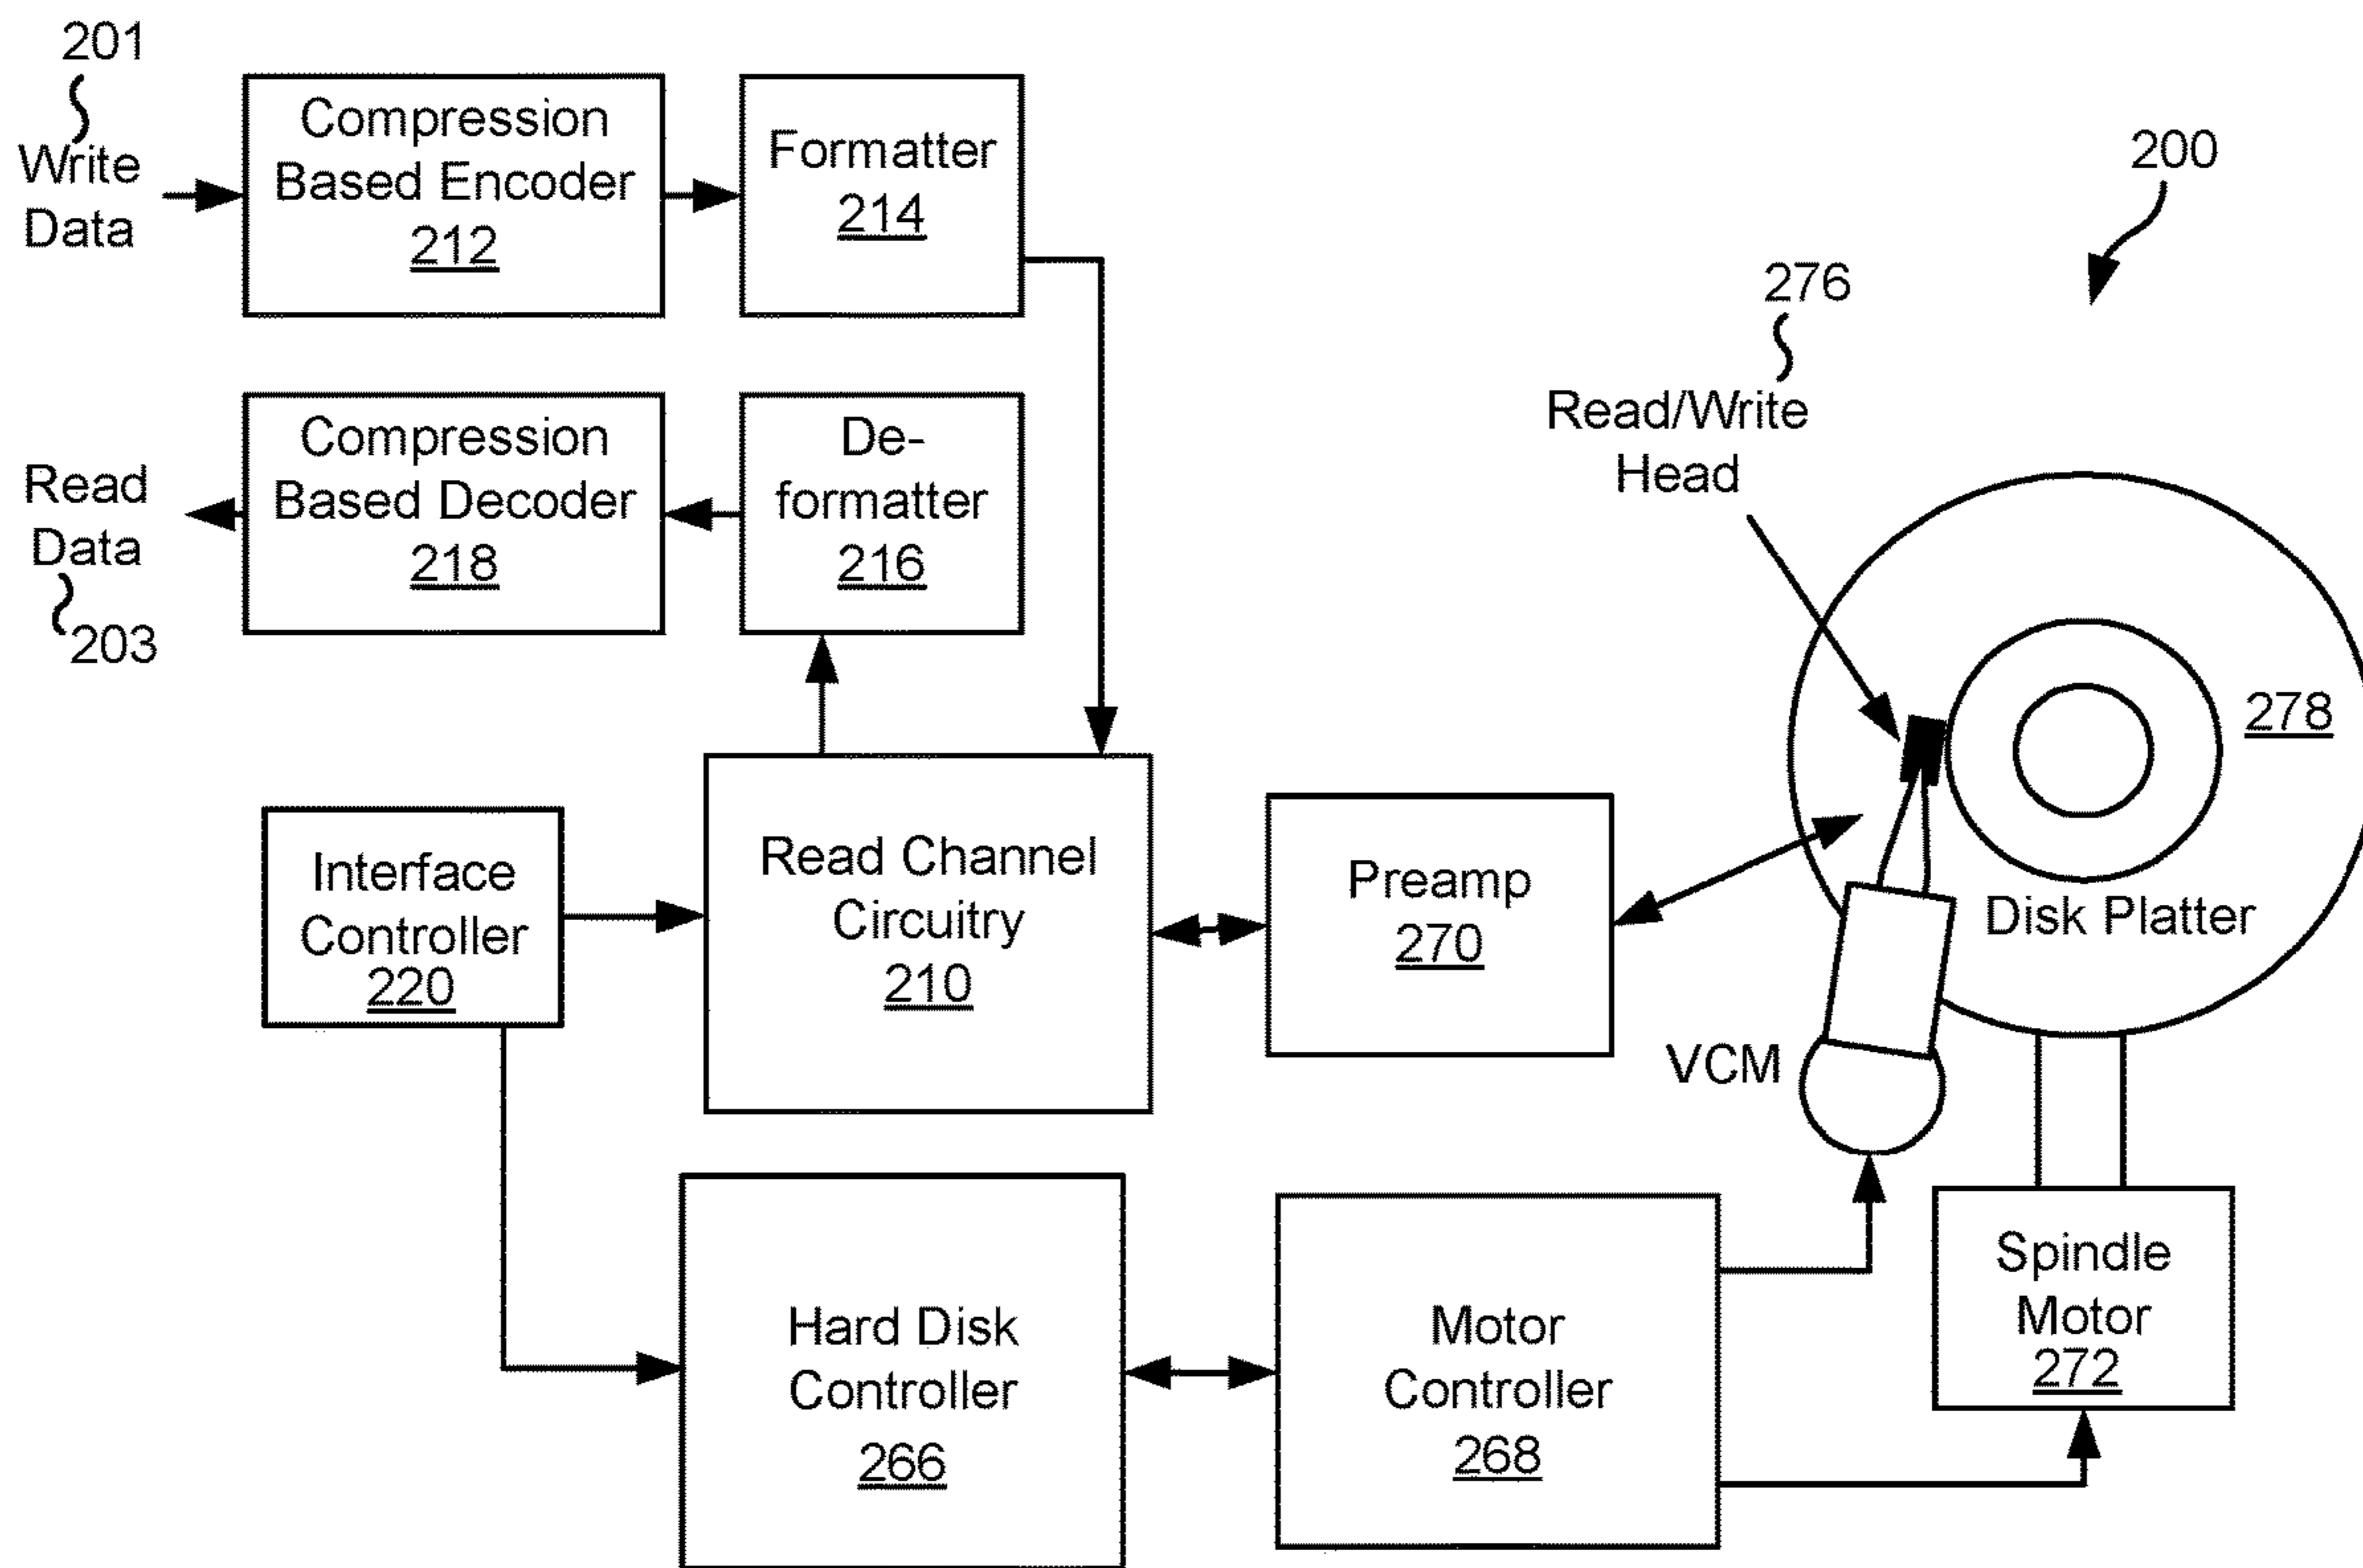 201
Write
Data
Compression
Based Encoder
212
Formatter
214
200
276
Read/Write
Head
Read
Data
203
Compression
Based Decoder
218
De-
formatter
216
278
Disk Platter
Interface
Controller
220
Read Channel
Circuitry
210
Preamp
270
VCM
Hard Disk
Controller
266
Motor
Controller
268
Spindle
Motor
272